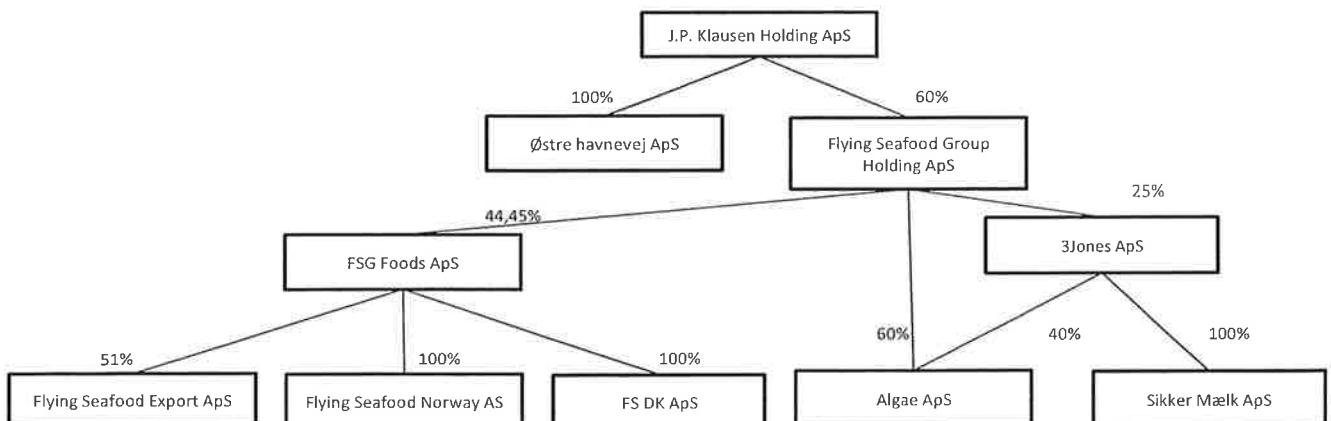 J.P. Klausen Holding ApS
100%
60%
Østre havnevej ApS
Flying Seafood Group
Holding ApS
25%
44,45%
3Jones ApS
FSG Foods ApS
51%
100%
100%
60%
40%
100%
Flying Seafood Export ApS
Flying Seafood Norway AS
FS DK ApS
Algae ApS
Sikker Mælk ApS